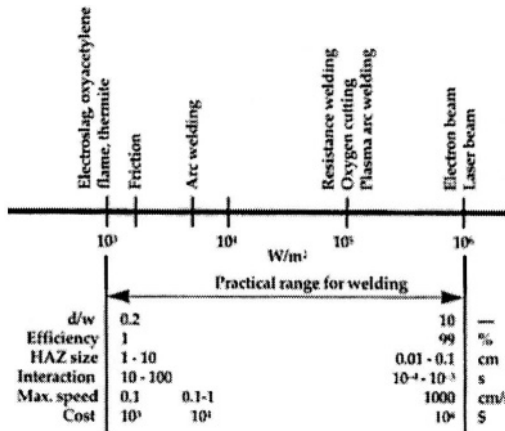 Electroslag, oxyacetylene
flame, thermite
Friction
Arc welding
Resistance welding
Oxygen cutting
Plasma arc welding
Electron beam
Laser beam
10³ 10⁴ 10⁵ 10⁶
W/m²
Practical range for welding
d/w 0.2 10 —
Efficiency 1 99 %
HAZ size 1 - 10 0.01 - 0.1 cm
Interaction 10 - 100 10⁻⁴ - 10⁻³ s
Max. speed 0.1 0.1-1 1000 cm/s
Cost 10³ 10⁴ 10⁶ $